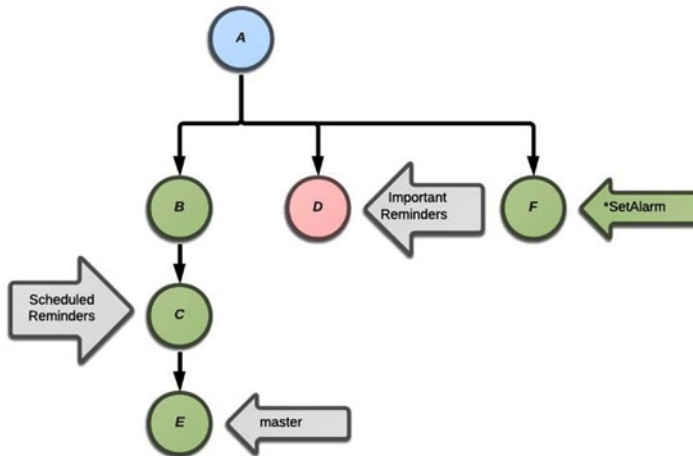 A
B
D
Important
Reminders
F
*SetAlarm
Scheduled
Reminders
C
E
master